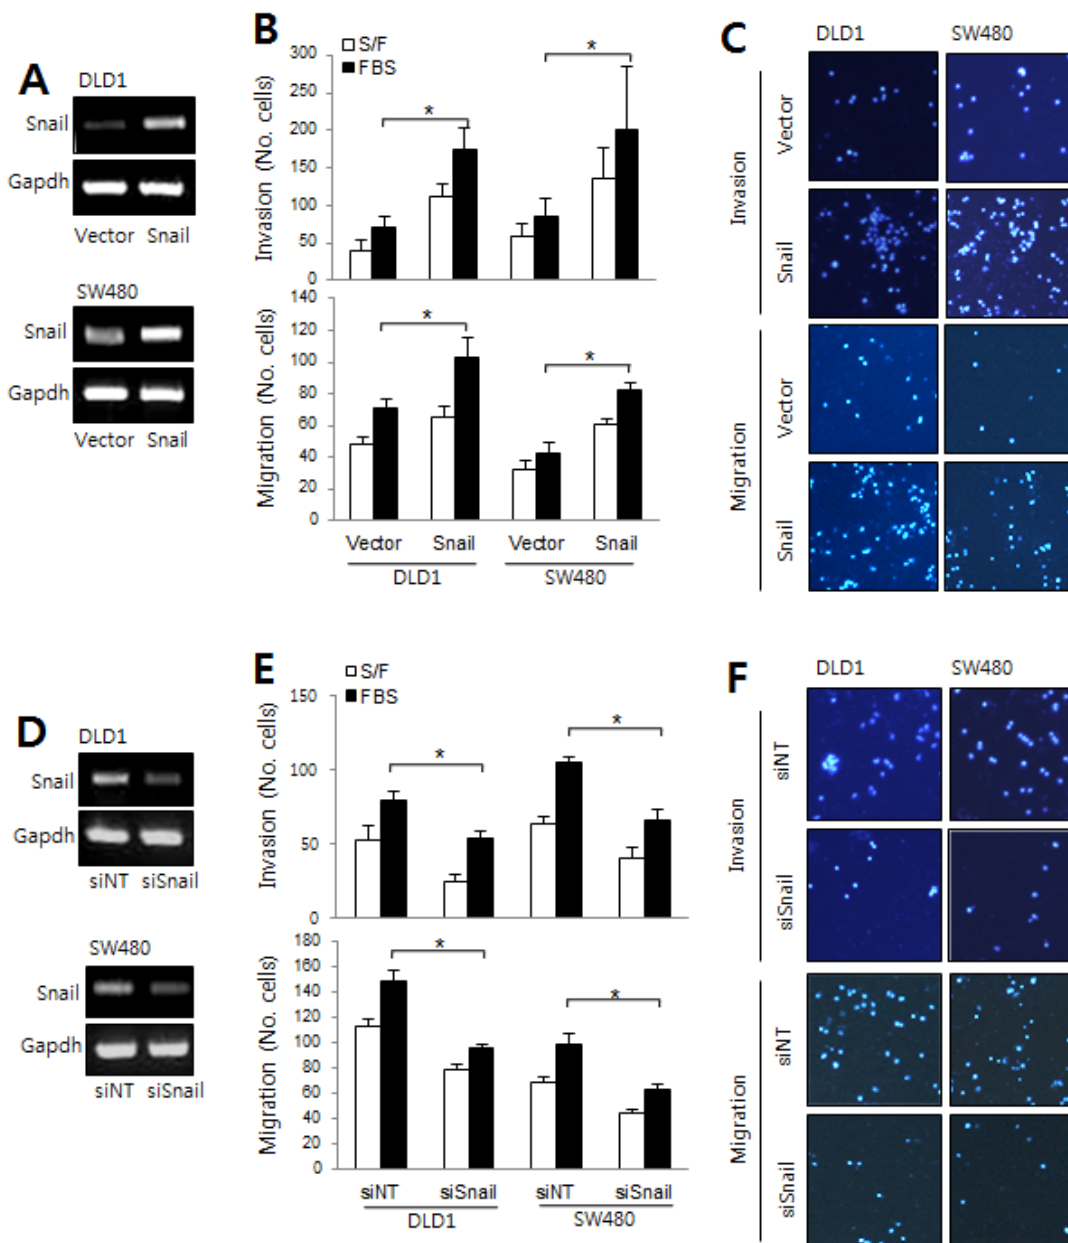 A
DLD1
Snail
Gapdh
Vector Snail
SW480
Snail
Gapdh
Vector Snail
B
S/F
FBS
Invasion (No. cells)
300
250
200
150
100
50
0
*
*
Migration (No. cells)
140
120
100
80
60
40
20
0
*
*
Vector Snail Vector Snail
DLD1 SW480
C
DLD1 SW480
Invasion
Vector
Snail
Migration
Vector
Snail
D
DLD1
Snail
Gapdh
siNT siSnail
SW480
Snail
Gapdh
siNT siSnail
E
S/F
FBS
Invasion (No. cells)
150
100
50
0
*
*
Migration (No. cells)
180
160
140
120
100
80
60
40
20
0
*
*
siNT siSnail siNT siSnail
DLD1 SW480
F
DLD1 SW480
Invasion
siNT
siSnail
Migration
siNT
siSnail